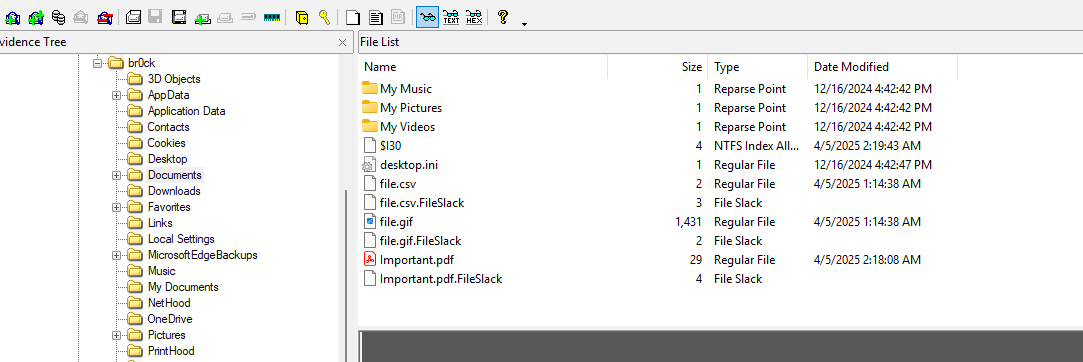 TEXT HEX
vidence Tree
br0ck
3D Objects
AppData
Application Data
Contacts
Cookies
Desktop
Documents
Downloads
Favorites
Links
Local Settings
MicrosoftEdgeBackups
Music
My Documents
NetHood
OneDrive
Pictures
PrintHood
File List
Name Size Type Date Modified
My Music 1 Reparse Point 12/16/2024 4:42:42 PM
My Pictures 1 Reparse Point 12/16/2024 4:42:42 PM
My Videos 1 Reparse Point 12/16/2024 4:42:42 PM
$I30 4 NTFS Index All... 4/5/2025 2:19:43 AM
desktop.ini 1 Regular File 12/16/2024 4:42:47 PM
file.csv 2 Regular File 4/5/2025 1:14:38 AM
file.csv.FileSlack 3 File Slack
file.gif 1,431 Regular File 4/5/2025 1:14:38 AM
file.gif.FileSlack 2 File Slack
Important.pdf 29 Regular File 4/5/2025 2:18:08 AM
Important.pdf.FileSlack 4 File Slack